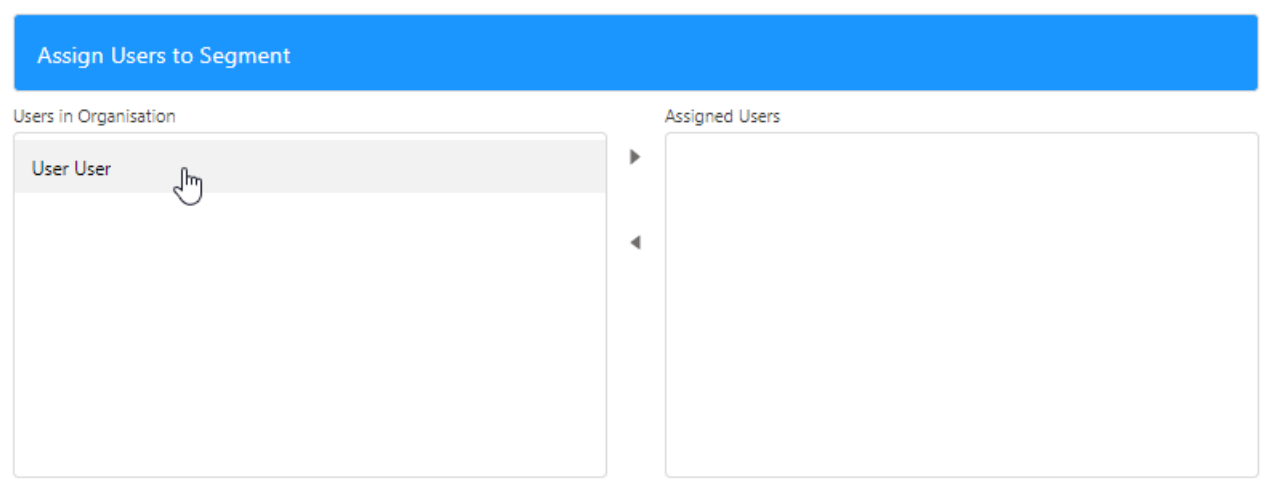 Assign Users to Segment
Users in Organisation
Assigned Users
User User